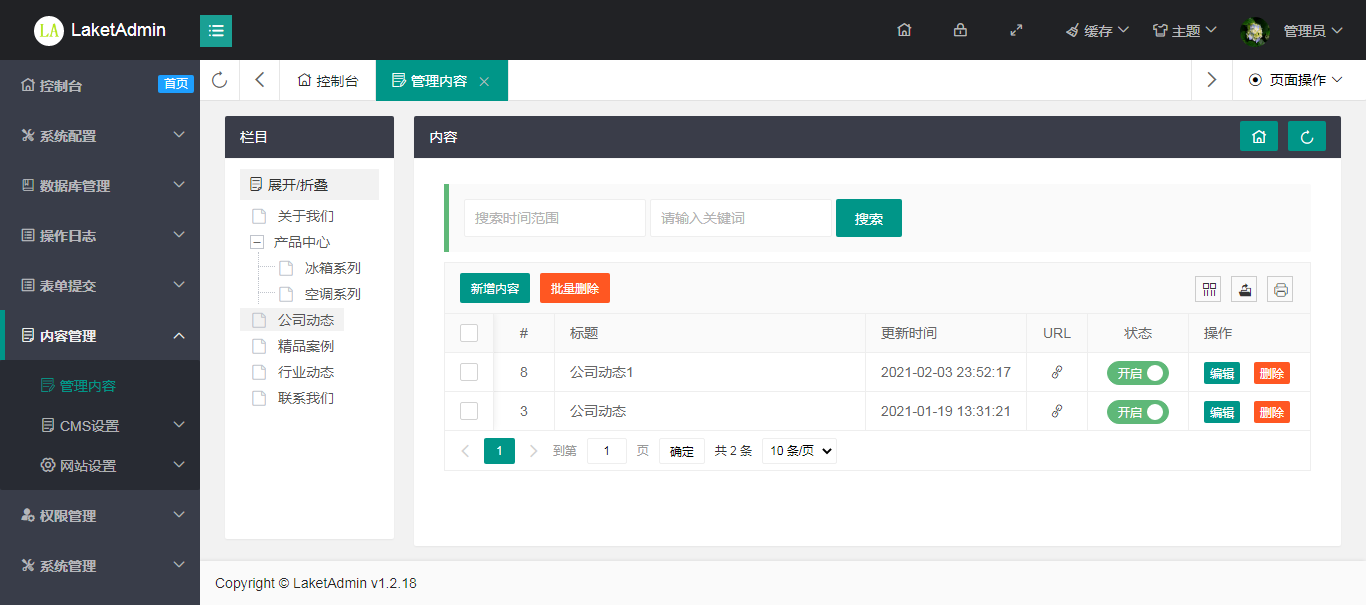 LA LaketAdmin
缓存
主题
管理员
控制台 首页
系统配置
数据库管理
操作日志
表单提交
内容管理
管理内容
CMS设置
网站设置
权限管理
系统管理
控制台
管理内容
页面操作
栏目
展开/折叠
关于我们
产品中心
冰箱系列
空调系列
公司动态
精品案例
行业动态
联系我们
内容
搜索时间范围 请输入关键词 搜索
新增内容 批量删除
# 标题 更新时间 URL 状态 操作
8 公司动态1 2021-02-03 23:52:17 开启 编辑 删除
3 公司动态 2021-01-19 13:31:21 开启 编辑 删除
1 到第 1 页 确定 共 2 条 10 条/页
Copyright © LaketAdmin v1.2.18